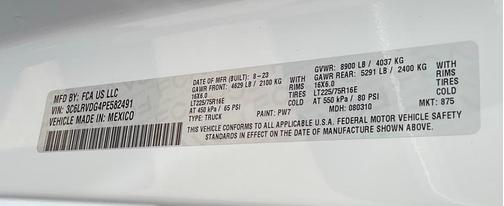 MFD BY: FCA US LLC
VIN: 3C6LRVDG4PE582491
VEHICLE MADE IN: MEXICO
DATE OF MFR (BUILT): 8-23
GAWR FRONT: 4629 LB / 2100 KG
16X6.0 RIMS
LT225/75R16E TIRES
AT 450 kPa / 65 PSI COLD
TYPE: TRUCK PAINT: PW7
GVWR: 8900 LB / 4037 KG
GAWR REAR: 5291 LB / 2400 KG
16X6.0 RIMS
LT225/75R16E TIRES
AT 550 kPa / 80 PSI COLD
MDH: 080310 MKT: 875
THIS VEHICLE CONFORMS TO ALL APPLICABLE U.S.A. FEDERAL MOTOR VEHICLE SAFETY
STANDARDS IN EFFECT ON THE DATE OF MANUFACTURE SHOWN ABOVE.